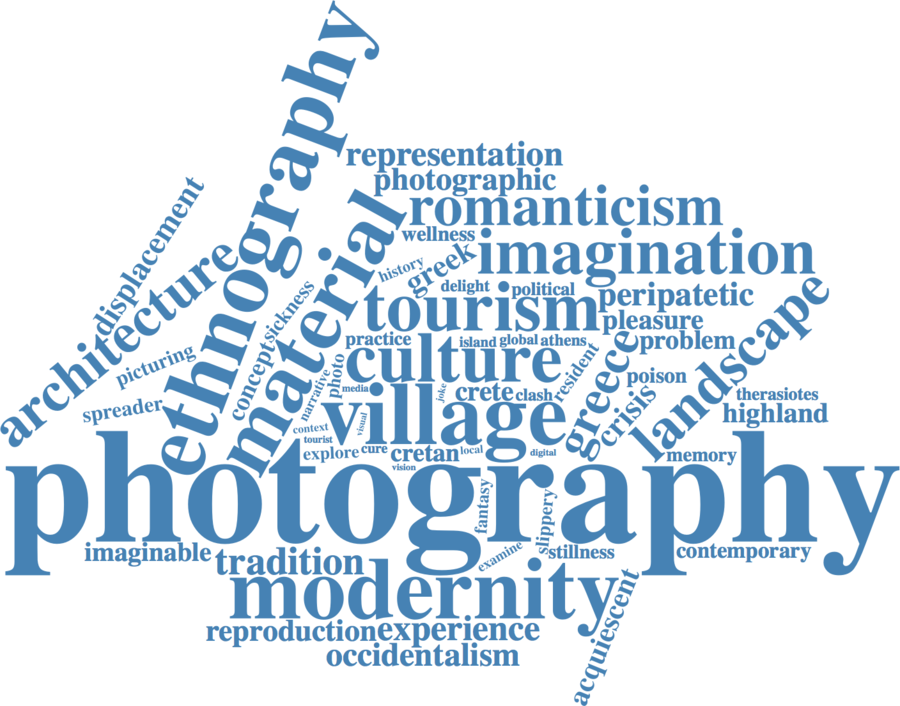 ethnography
representation
photographic
displacement
material
romanticism
wellness
imagination
architecture
history
greek
delight
political
peripatetic
landscape
sickness
tourism
pleasure
concept
practice
island
global
athens
problem
picturing
photo
culture
resident
greece
poison
narrative
media
joke
crete
clash
crisis
therasiotes
spreader
village
highland
context
visual
tourist
explore
cure
cretan
local
digital
memory
vision
photography
fantasy
slippery
imaginable
tradition
examine
stillness
contemporary
modernity
acquiescent
reproduction
experience
occidentalism